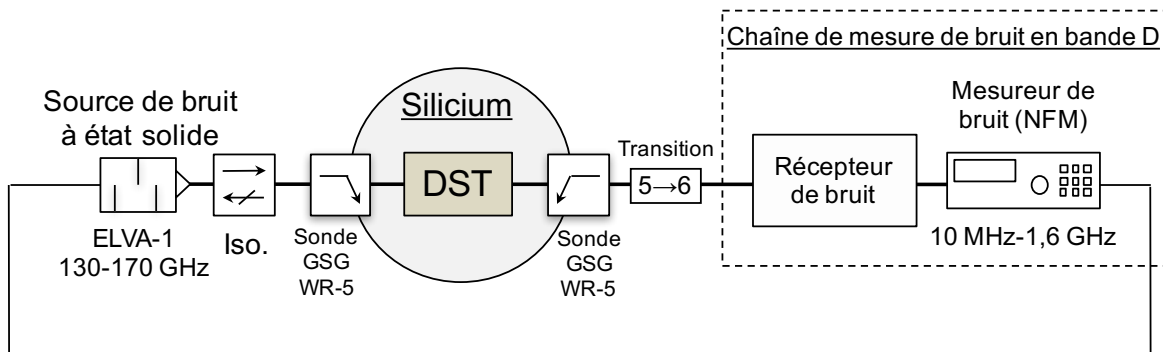 Chaîne de mesure de bruit en bande D
Source de bruit
à état solide
ELVA-1
130-170 GHz
Iso.
Sonde
GSG
WR-5
Silicium
DST
Sonde
GSG
WR-5
Transition
5→6
Récepteur
de bruit
Mesureur de
bruit (NFM)
10 MHz-1,6 GHz